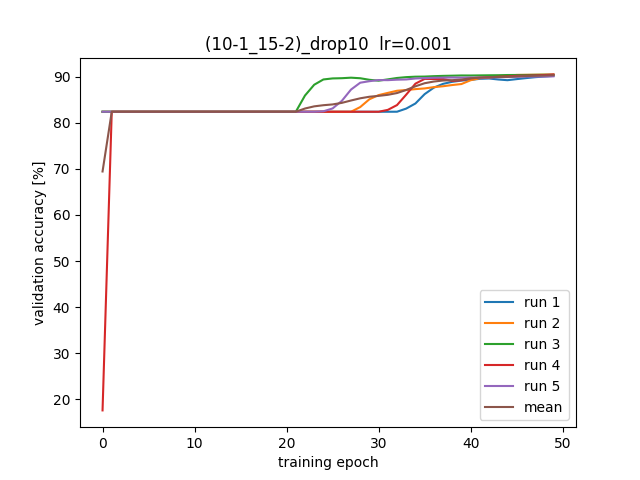 (10-1_15-2)_drop10  lr=0.001
validation accuracy [%]
90
80
70
60
50
40
30
20
0
10
20
30
40
50
training epoch
run 1
run 2
run 3
run 4
run 5
mean